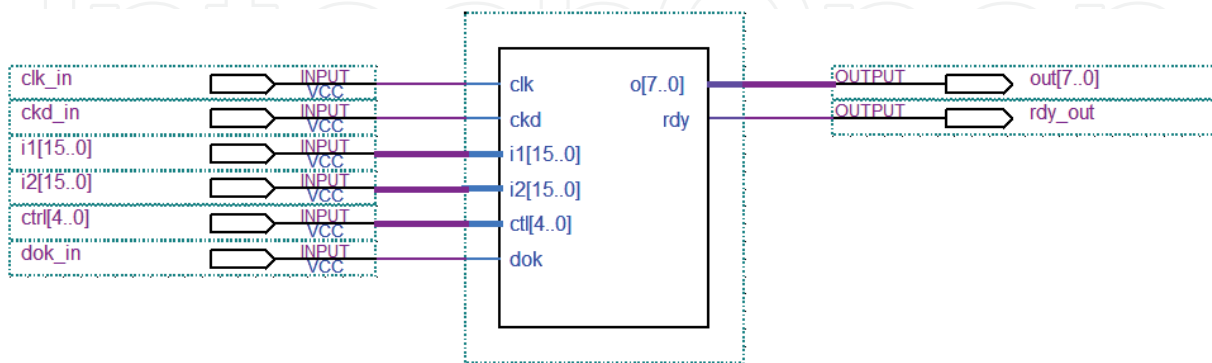 clk_in INPUT VCC clk o[7..0] OUTPUT out[7..0]
ckd_in INPUT VCC ckd rdy OUTPUT rdy_out
i1[15..0] INPUT VCC i1[15..0]
i2[15..0] INPUT VCC i2[15..0]
ctrl[4..0] INPUT VCC ctl[4..0]
dok_in INPUT VCC dok